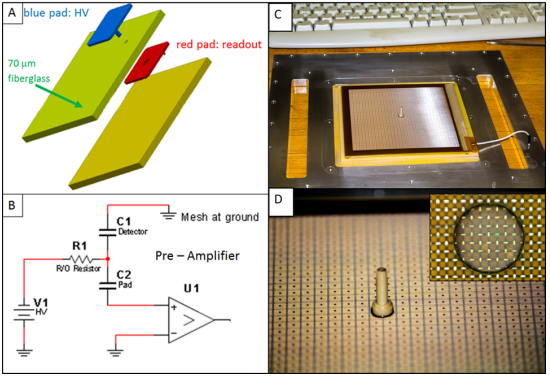 A
blue pad: HV
red pad: readout
70 μm
fiberglass
B
C1
Detector
Mesh at ground
R1
R/O Resistor
Pre – Amplifier
C2
Pad
U1
V1
HV
+
−
C
D